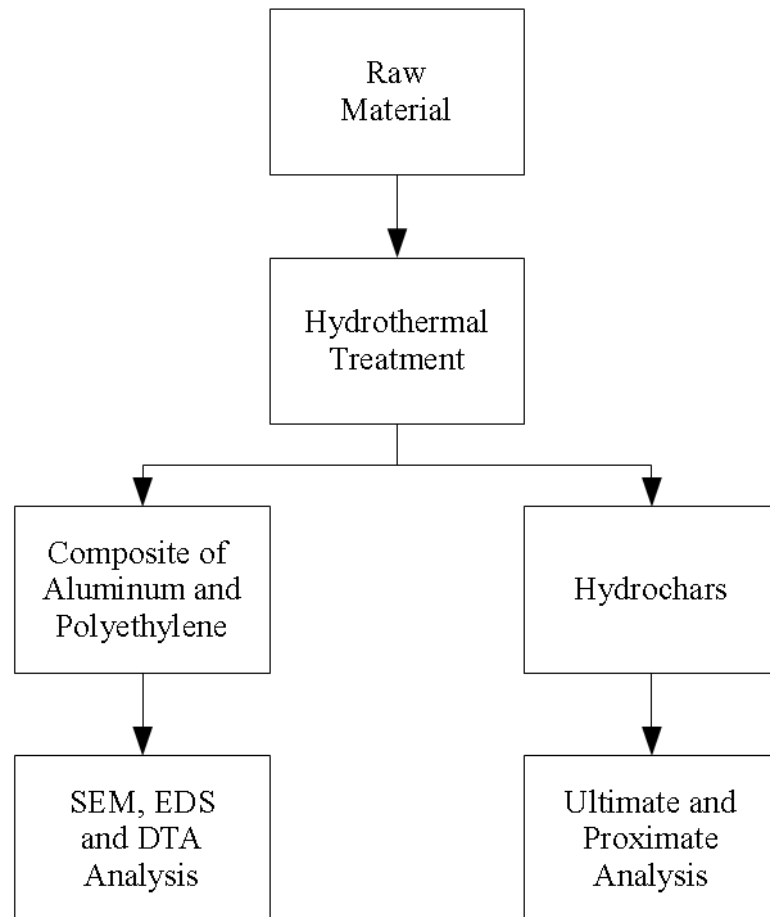 Raw
Material
Hydrothermal
Treatment
Composite of
Aluminum and
Polyethylene
Hydrochars
SEM, EDS
and DTA
Analysis
Ultimate and
Proximate
Analysis